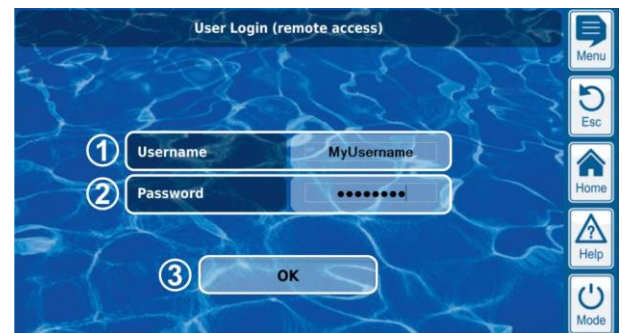 User Login (remote access)
Menu
Esc
① Username MyUsername
② Password ●●●●●●●●
Home
Help
③ OK
Mode